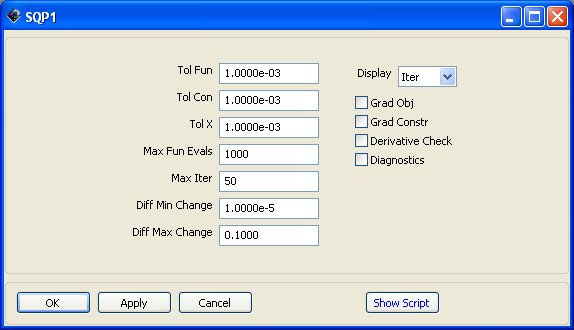 SQP1
Tol Fun 1.0000e-03
Tol Con 1.0000e-03
Tol X 1.0000e-03
Max Fun Evals 1000
Max Iter 50
Diff Min Change 1.0000e-5
Diff Max Change 0.1000
Display Iter
Grad Obj
Grad Constr
Derivative Check
Diagnostics
OK Apply Cancel Show Script